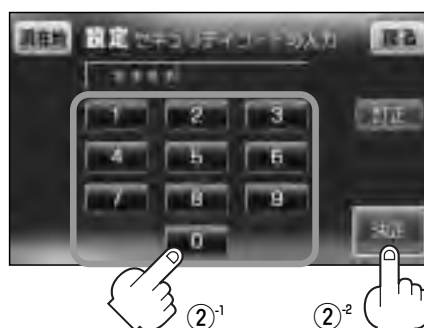 現在地 設定 セキュリティコードの入力 戻る
****
1 2 3 訂正
4 5 6
7 8 9
0 決定
②-1 ②-2